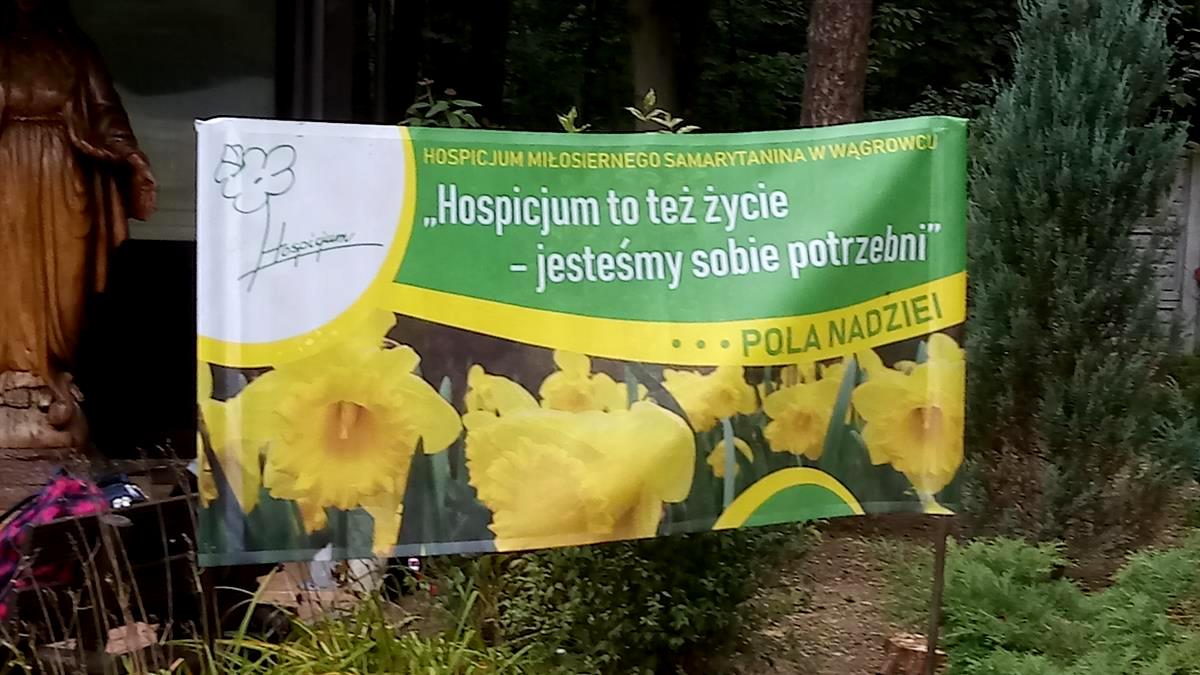 HOSPICJUM MIŁOSIERNEGO SAMARYTANINA W WĄGROWCU
„Hospicjum to też życie
- jesteśmy sobie potrzebni”
Hospicjum
••• POLA NADZIEI